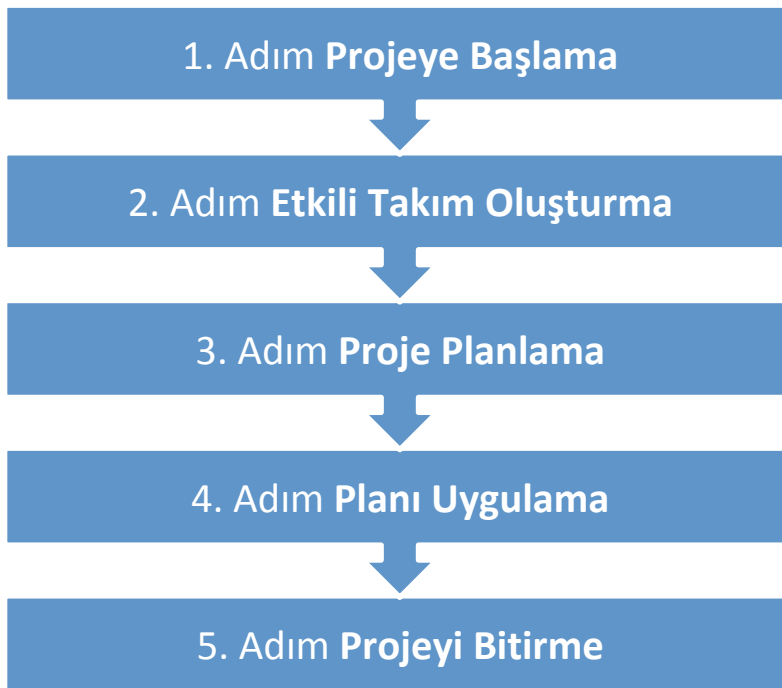 1. Adım Projeye Başlama
2. Adım Etkili Takım Oluşturma
3. Adım Proje Planlama
4. Adım Planı Uygulama
5. Adım Projeyi Bitirme